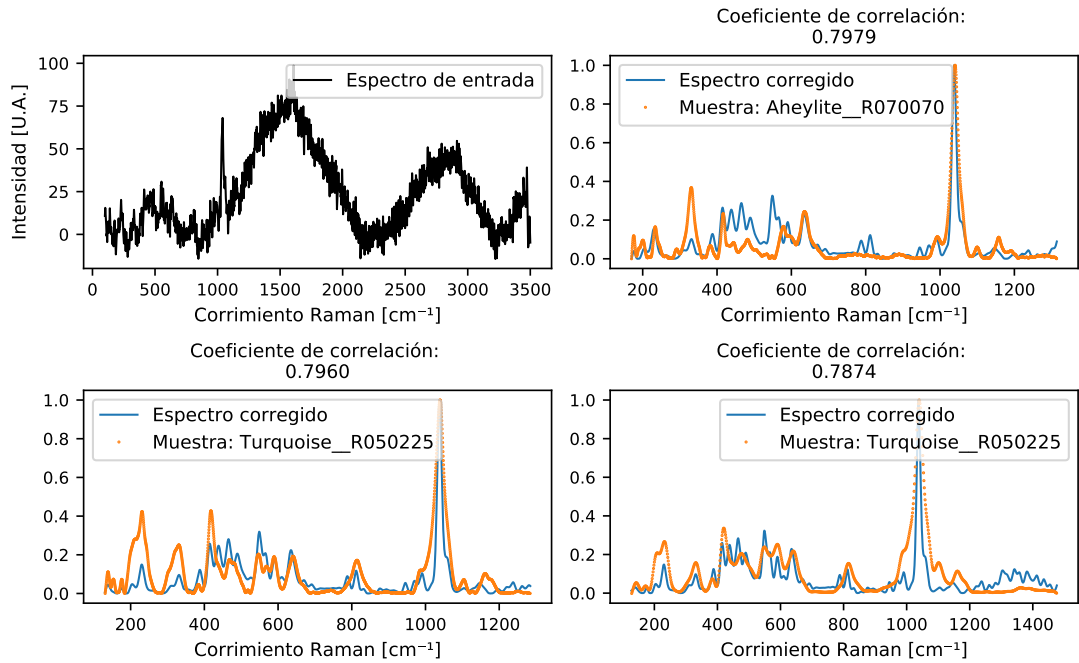 Espectro de entrada
Intensidad [U.A.]
100
75
50
25
0
0 500 1000 1500 2000 2500 3000 3500
Corrimiento Raman [cm⁻¹]
Coeficiente de correlación:
0.7979
Espectro corregido
Muestra: Aheylite__R070070
1.0
0.8
0.6
0.4
0.2
0.0
200 400 600 800 1000 1200
Corrimiento Raman [cm⁻¹]
Coeficiente de correlación:
0.7960
Espectro corregido
Muestra: Turquoise__R050225
1.0
0.8
0.6
0.4
0.2
0.0
200 400 600 800 1000 1200
Corrimiento Raman [cm⁻¹]
Coeficiente de correlación:
0.7874
Espectro corregido
Muestra: Turquoise__R050225
1.0
0.8
0.6
0.4
0.2
0.0
200 400 600 800 1000 1200 1400
Corrimiento Raman [cm⁻¹]